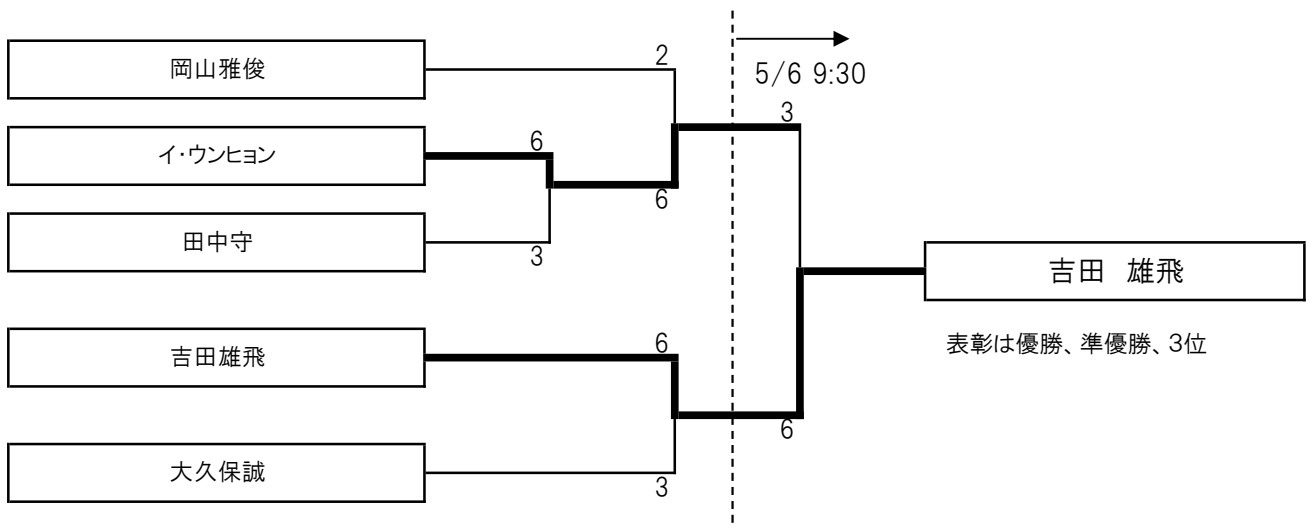 岡山雅俊
2
5/6 9:30
3
イ・ウンヒョン
6
6
田中守
3
吉田　雄飛
吉田雄飛
6
表彰は優勝、準優勝、3位
6
大久保誠
3